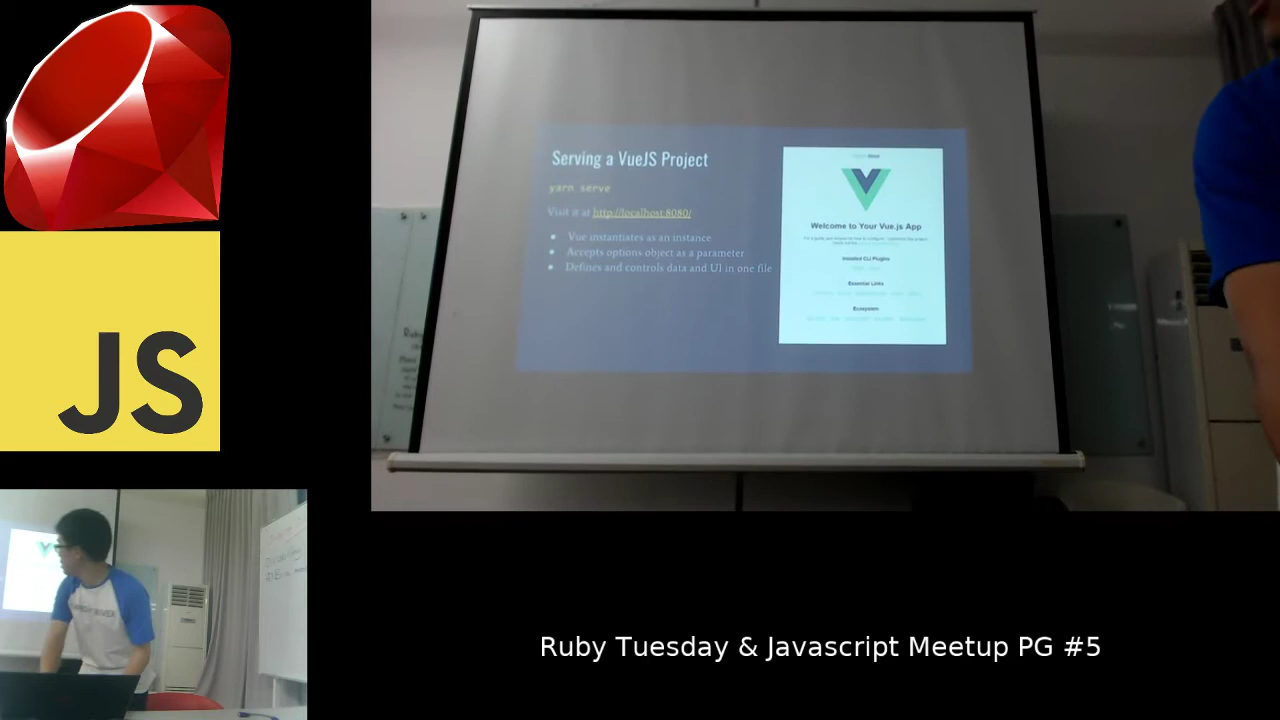 JS
Serving a VueJS Project
yarn serve
Visit it at http://localhost:8080/
Vue instantiates as an instance
Accepts options object as a parameter
Defines and controls data and UI in one file
Welcome to Your Vue.js App
Installed CLI Plugins
Essential Links
Ecosystem
Ruby Tuesday & Javascript Meetup PG #5